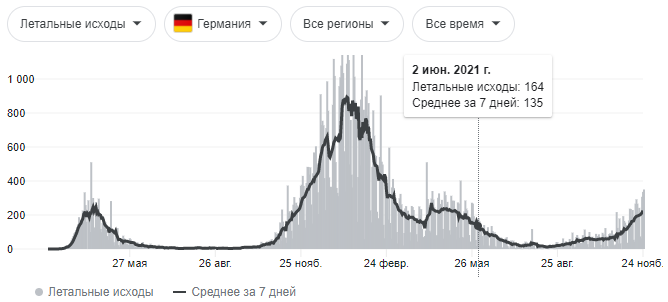 Летальные исходы Германия Все регионы Все время
2 июн. 2021 г.
Летальные исходы: 164
Среднее за 7 дней: 135
1 000
800
600
400
200
0
27 мая 26 авг. 25 нояб. 24 февр. 26 мая 25 авг. 24 нояб.
Летальные исходы Среднее за 7 дней